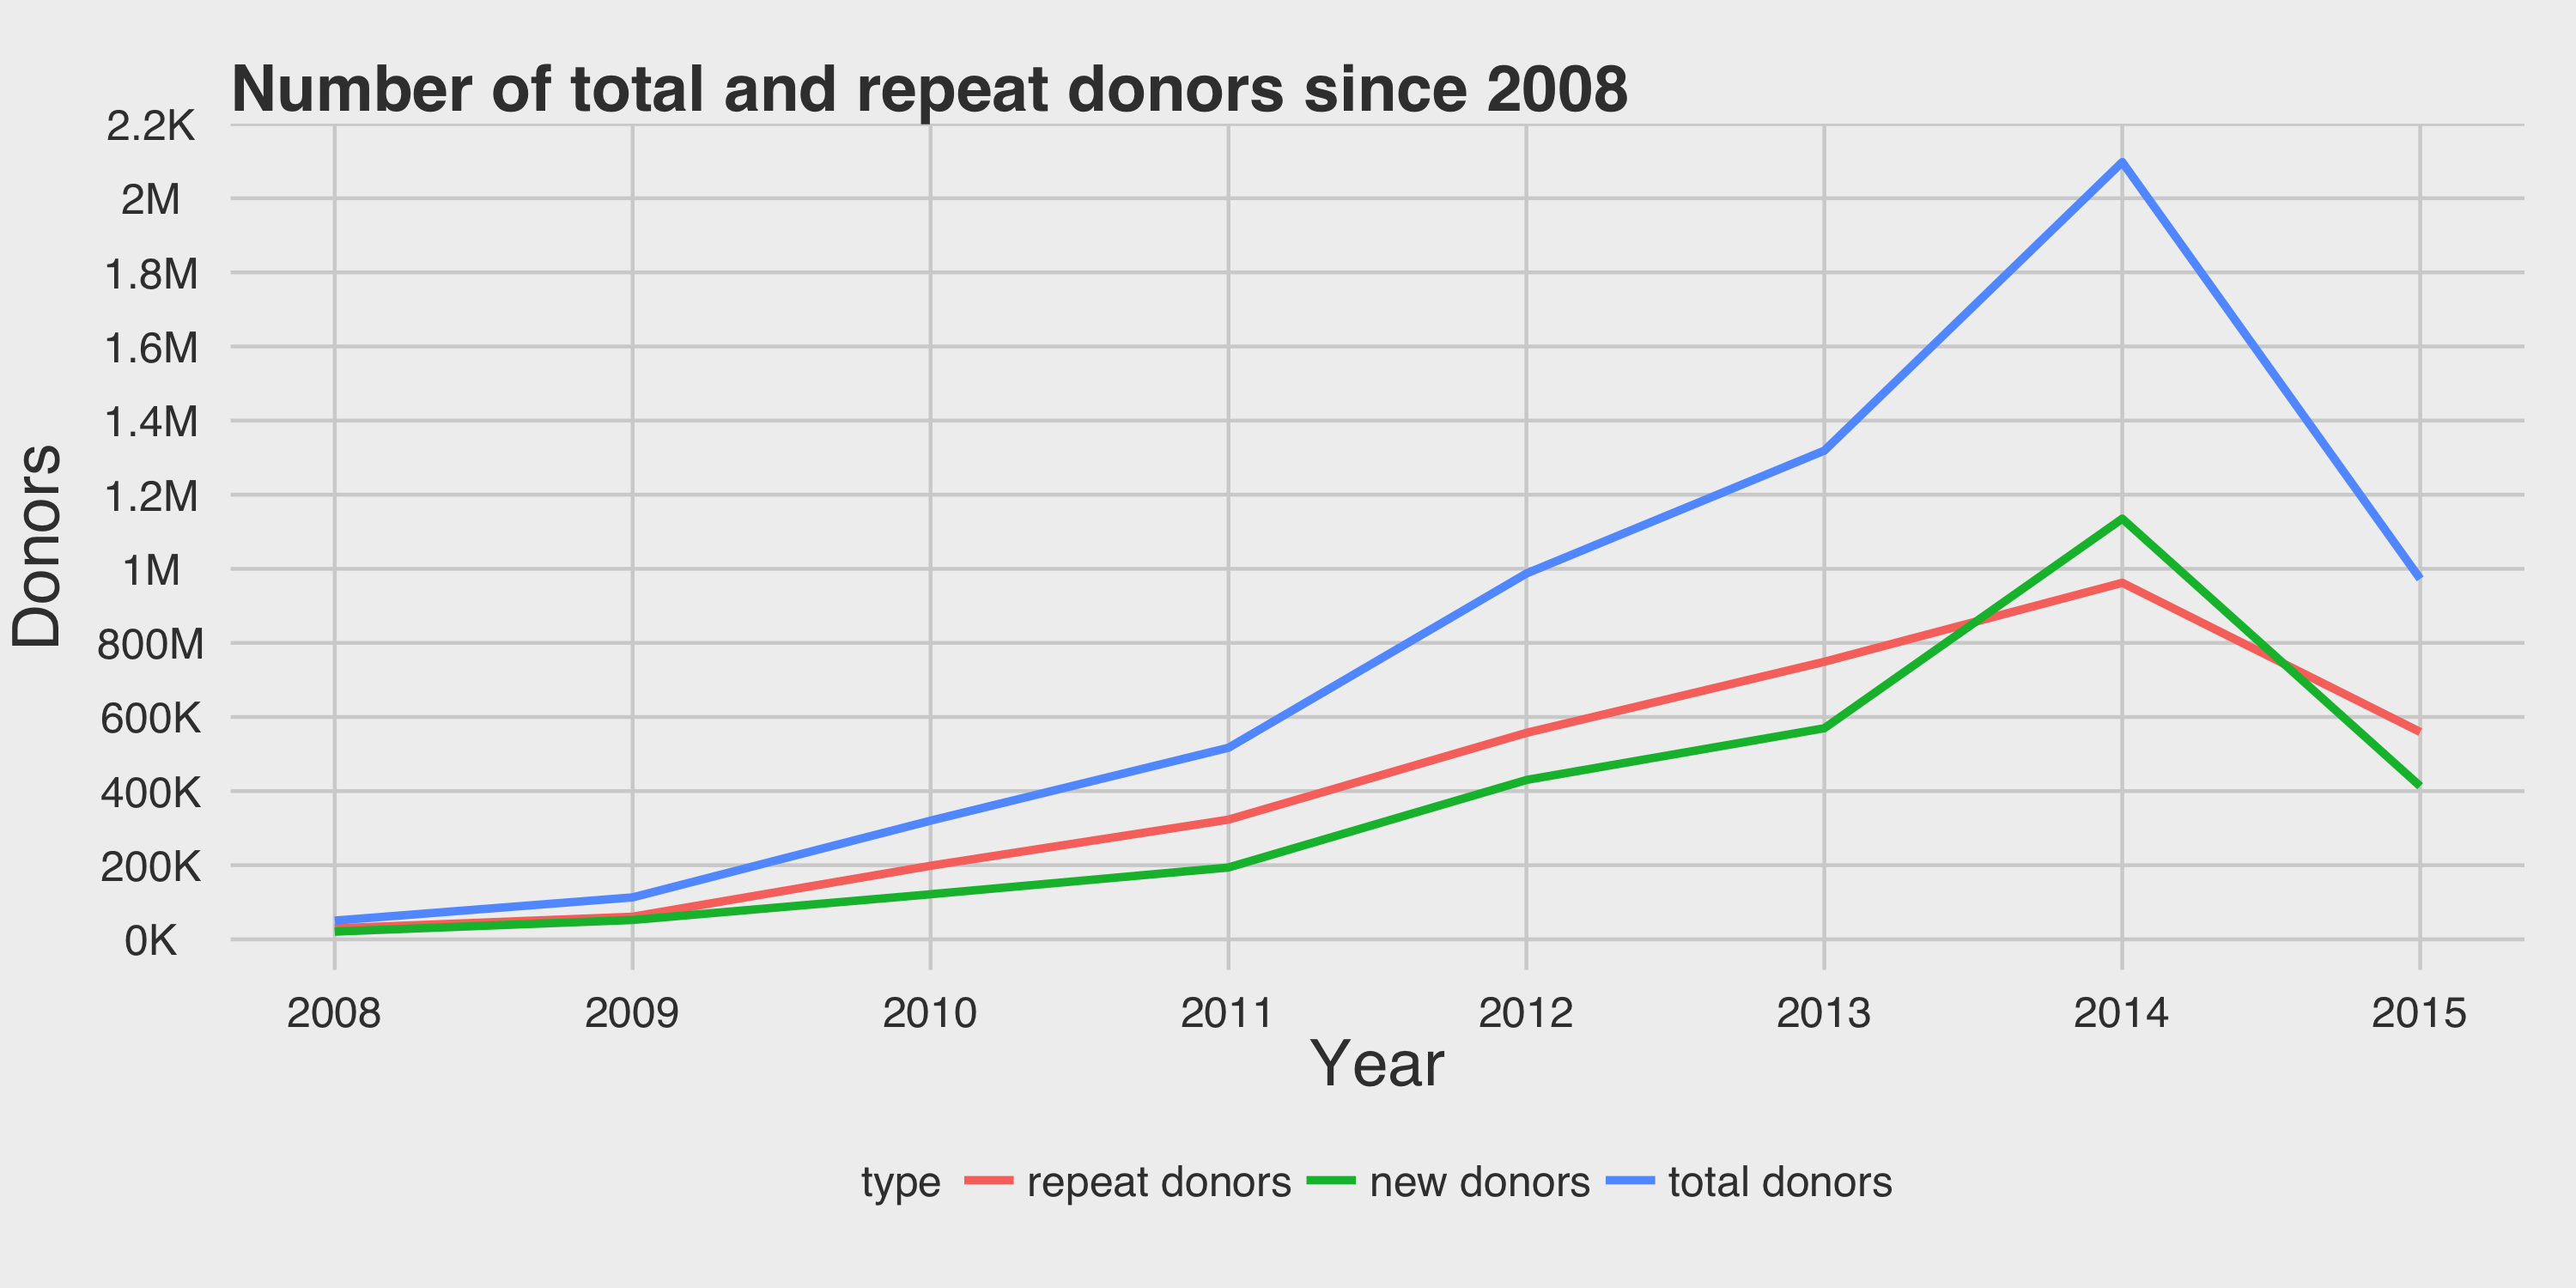 Number of total and repeat donors since 2008
2.2K
2M
1.8M
1.6M
1.4M
1.2M
1M
800M
600K
400K
200K
0K
Donors
2008 2009 2010 2011 2012 2013 2014 2015
Year
type repeat donors new donors total donors